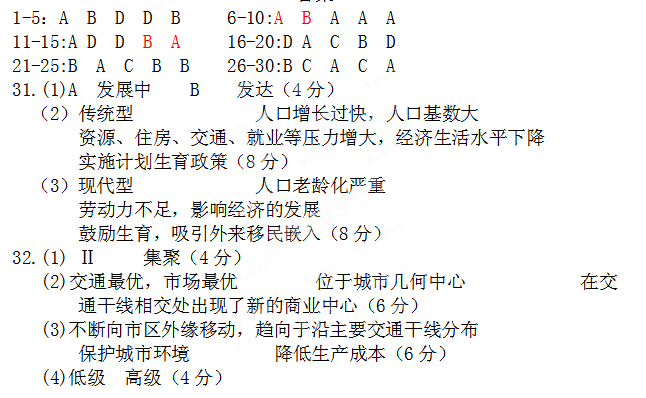 1-5: A B D D B 6-10:A B A A A
11-15:A D D B A 16-20:D A C B D
21-25:B A C B B 26-30:B C A C A
31.(1)A 发展中 B 发达(4分)
(2)传统型 人口增长过快，人口基数大
资源、住房、交通、就业等压力增大，经济生活水平下降
实施计划生育政策(8分)
(3)现代型 人口老龄化严重
劳动力不足，影响经济的发展
鼓励生育，吸引外来移民嵌入(8分)
32.(1) Ⅱ 集聚(4分)
(2)交通最优，市场最优 位于城市几何中心 在交
通干线相交处出现了新的商业中心(6分)
(3)不断向市区外缘移动，趋向于沿主要交通干线分布
保护城市环境 降低生产成本(6分)
(4)低级 高级(4分)